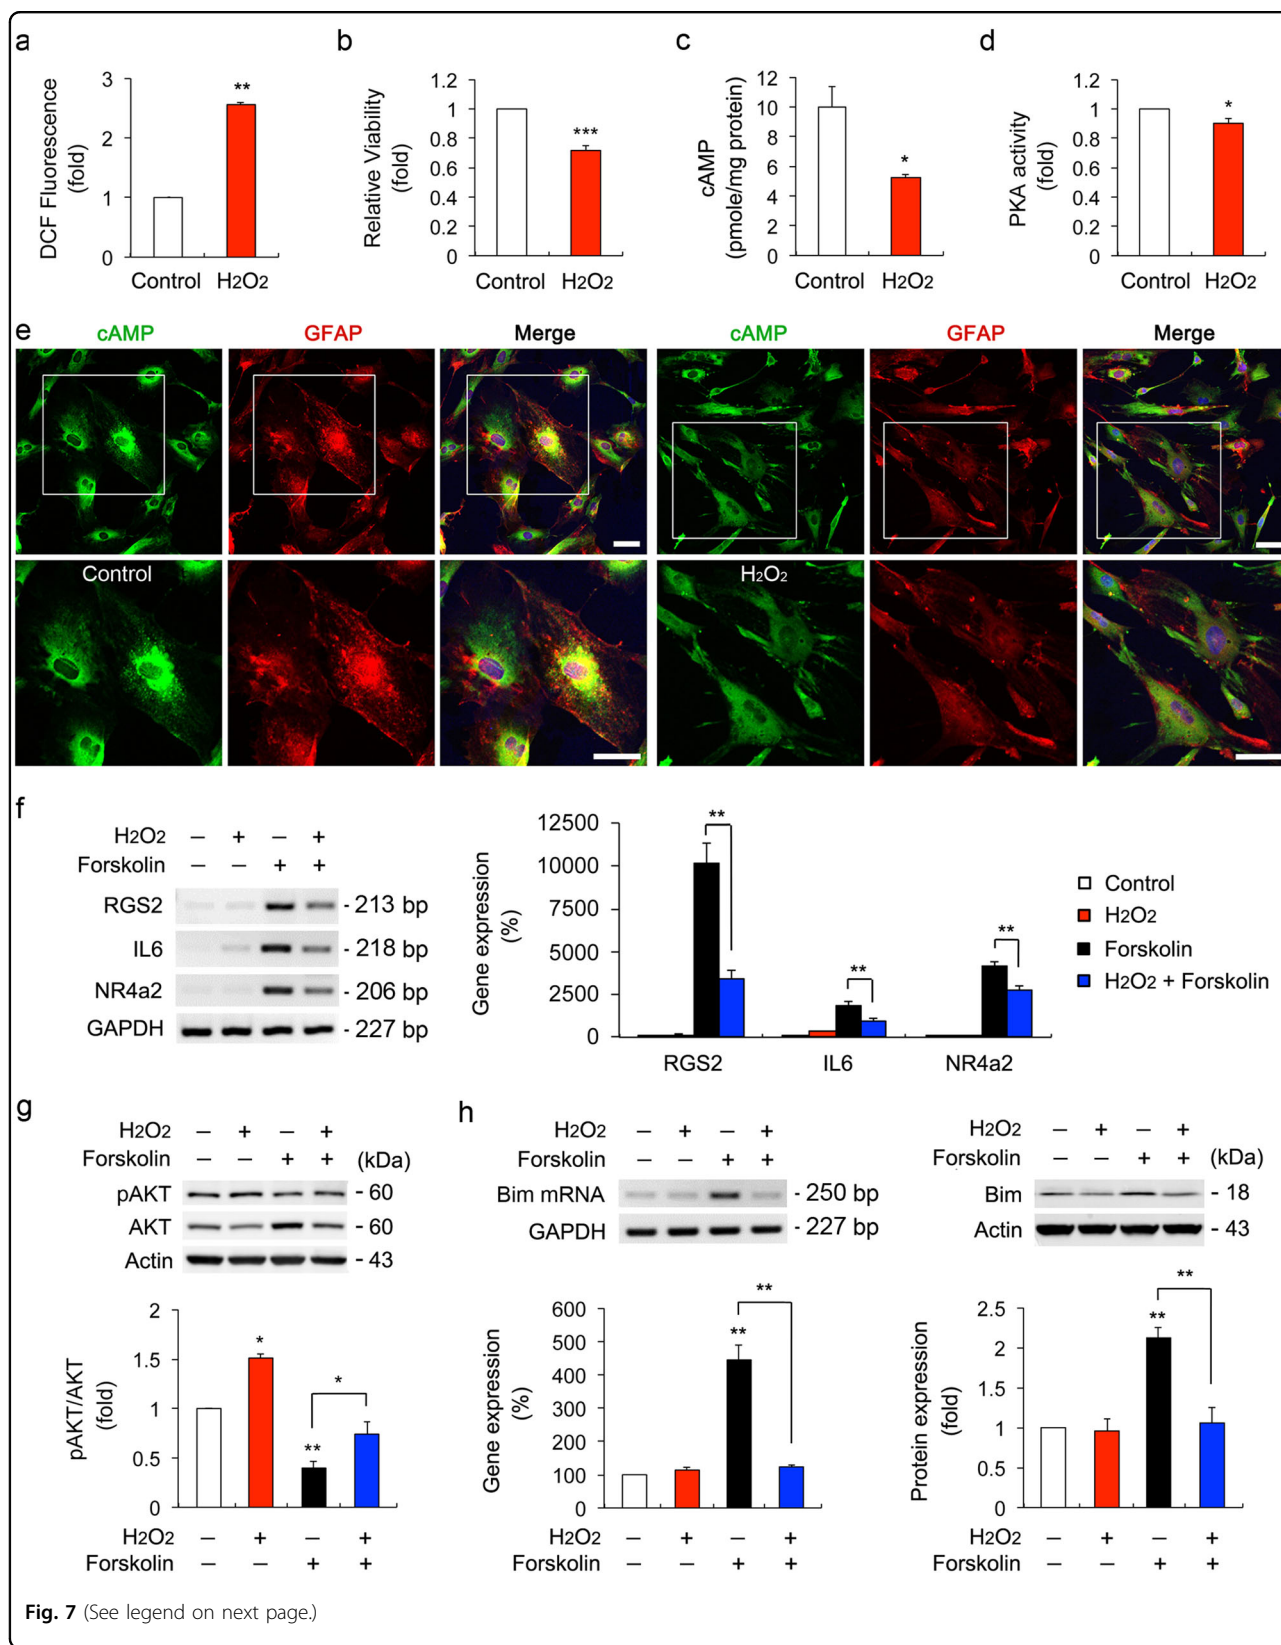 a
b
c
d
DCF Fluorescence
(fold)
3
2
1
0
**
Control
H2O2
Relative Viability
(fold)
1.2
1
0.8
0.6
0.4
0.2
0
***
Control
H2O2
cAMP
(pmole/mg protein)
12
10
8
6
4
2
0
*
Control
H2O2
PKA activity
(fold)
1.2
1
0.8
0.6
0.4
0.2
0
*
Control
H2O2
e
cAMP
GFAP
Merge
cAMP
GFAP
Merge
Control
H2O2
f
H2O2 – + – +
Forskolin – – + +
RGS2 - 213 bp
IL6 - 218 bp
NR4a2 - 206 bp
GAPDH - 227 bp
Gene expression
(%)
12500
10000
7500
5000
2500
0
**
**
**
RGS2
IL6
NR4a2
Control
H2O2
Forskolin
H2O2 + Forskolin
g
H2O2 – + – +
Forskolin – – + + (kDa)
pAKT - 60
AKT - 60
Actin - 43
pAKT/AKT
(fold)
2
1.5
1
0.5
0
*
**
*
H2O2 – + – +
Forskolin – – + +
h
H2O2 – + – +
Forskolin – – + +
Bim mRNA - 250 bp
GAPDH - 227 bp
Gene expression
(%)
600
500
400
300
200
100
0
**
**
H2O2 – + – +
Forskolin – – + +
H2O2 – + – +
Forskolin – – + + (kDa)
Bim - 18
Actin - 43
Protein expression
(fold)
2.5
2
1.5
1
0.5
0
**
**
H2O2 – + – +
Forskolin – – + +
Fig. 7 (See legend on next page.)